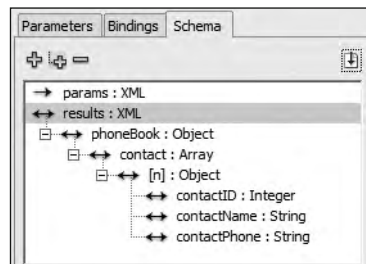 Parameters Bindings Schema
params : XML
results : XML
phoneBook : Object
contact : Array
[n] : Object
contactID : Integer
contactName : String
contactPhone : String